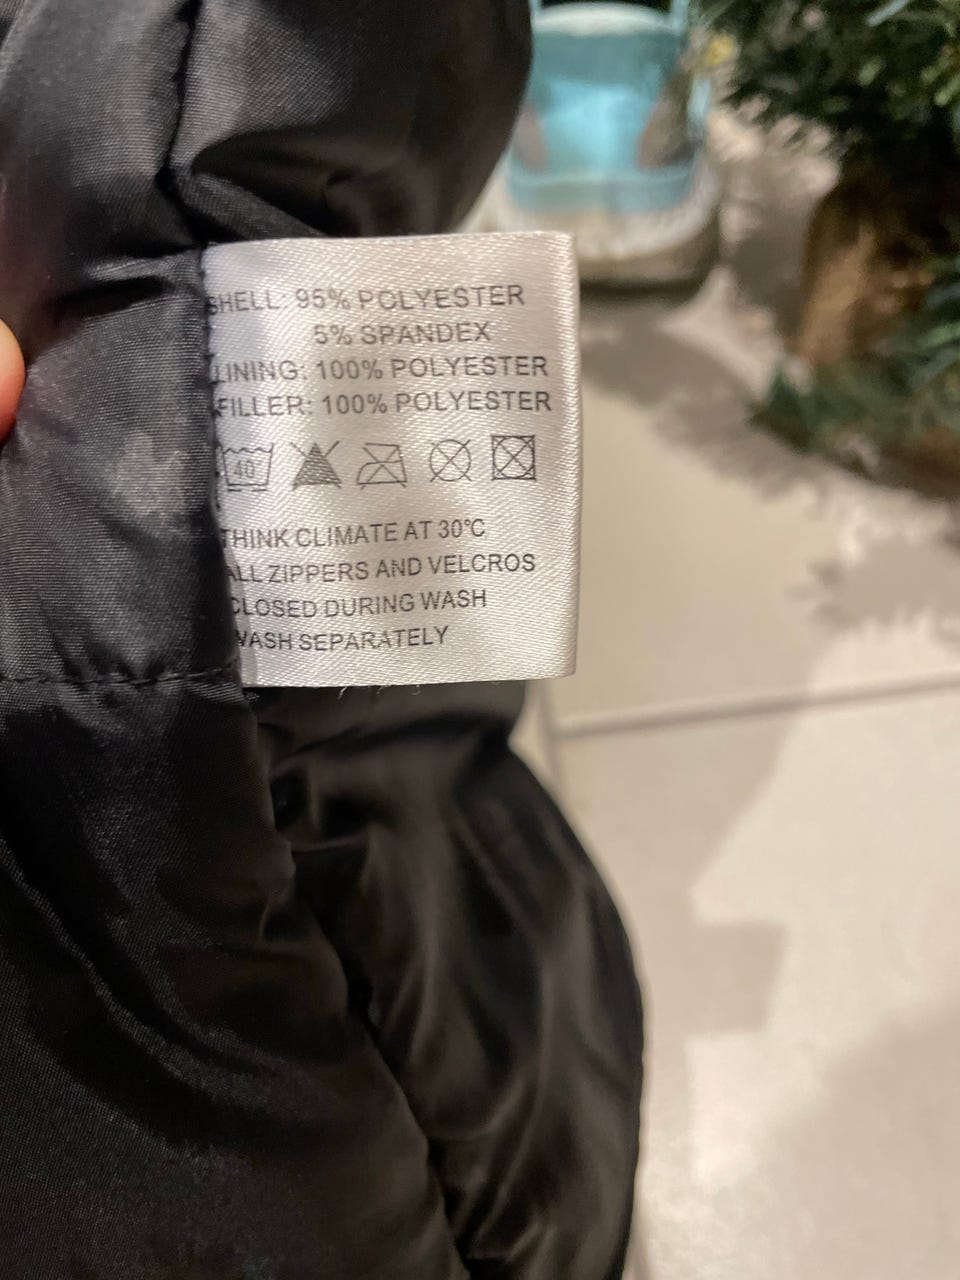 SHELL: 95% POLYESTER
5% SPANDEX
LINING: 100% POLYESTER
FILLER: 100% POLYESTER
40
THINK CLIMATE AT 30℃
ALL ZIPPERS AND VELCROS
CLOSED DURING WASH
WASH SEPARATELY